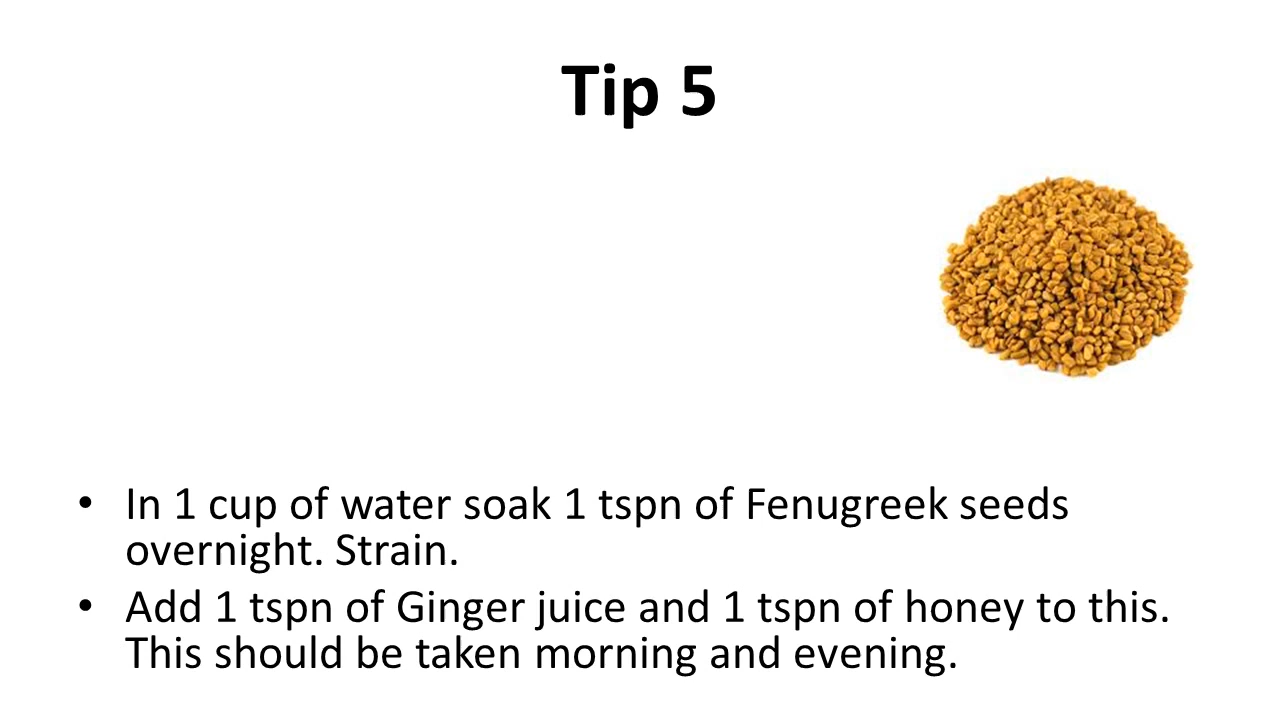 Tip 5
• In 1 cup of water soak 1 tspn of Fenugreek seeds
overnight. Strain.
• Add 1 tspn of Ginger juice and 1 tspn of honey to this.
This should be taken morning and evening.